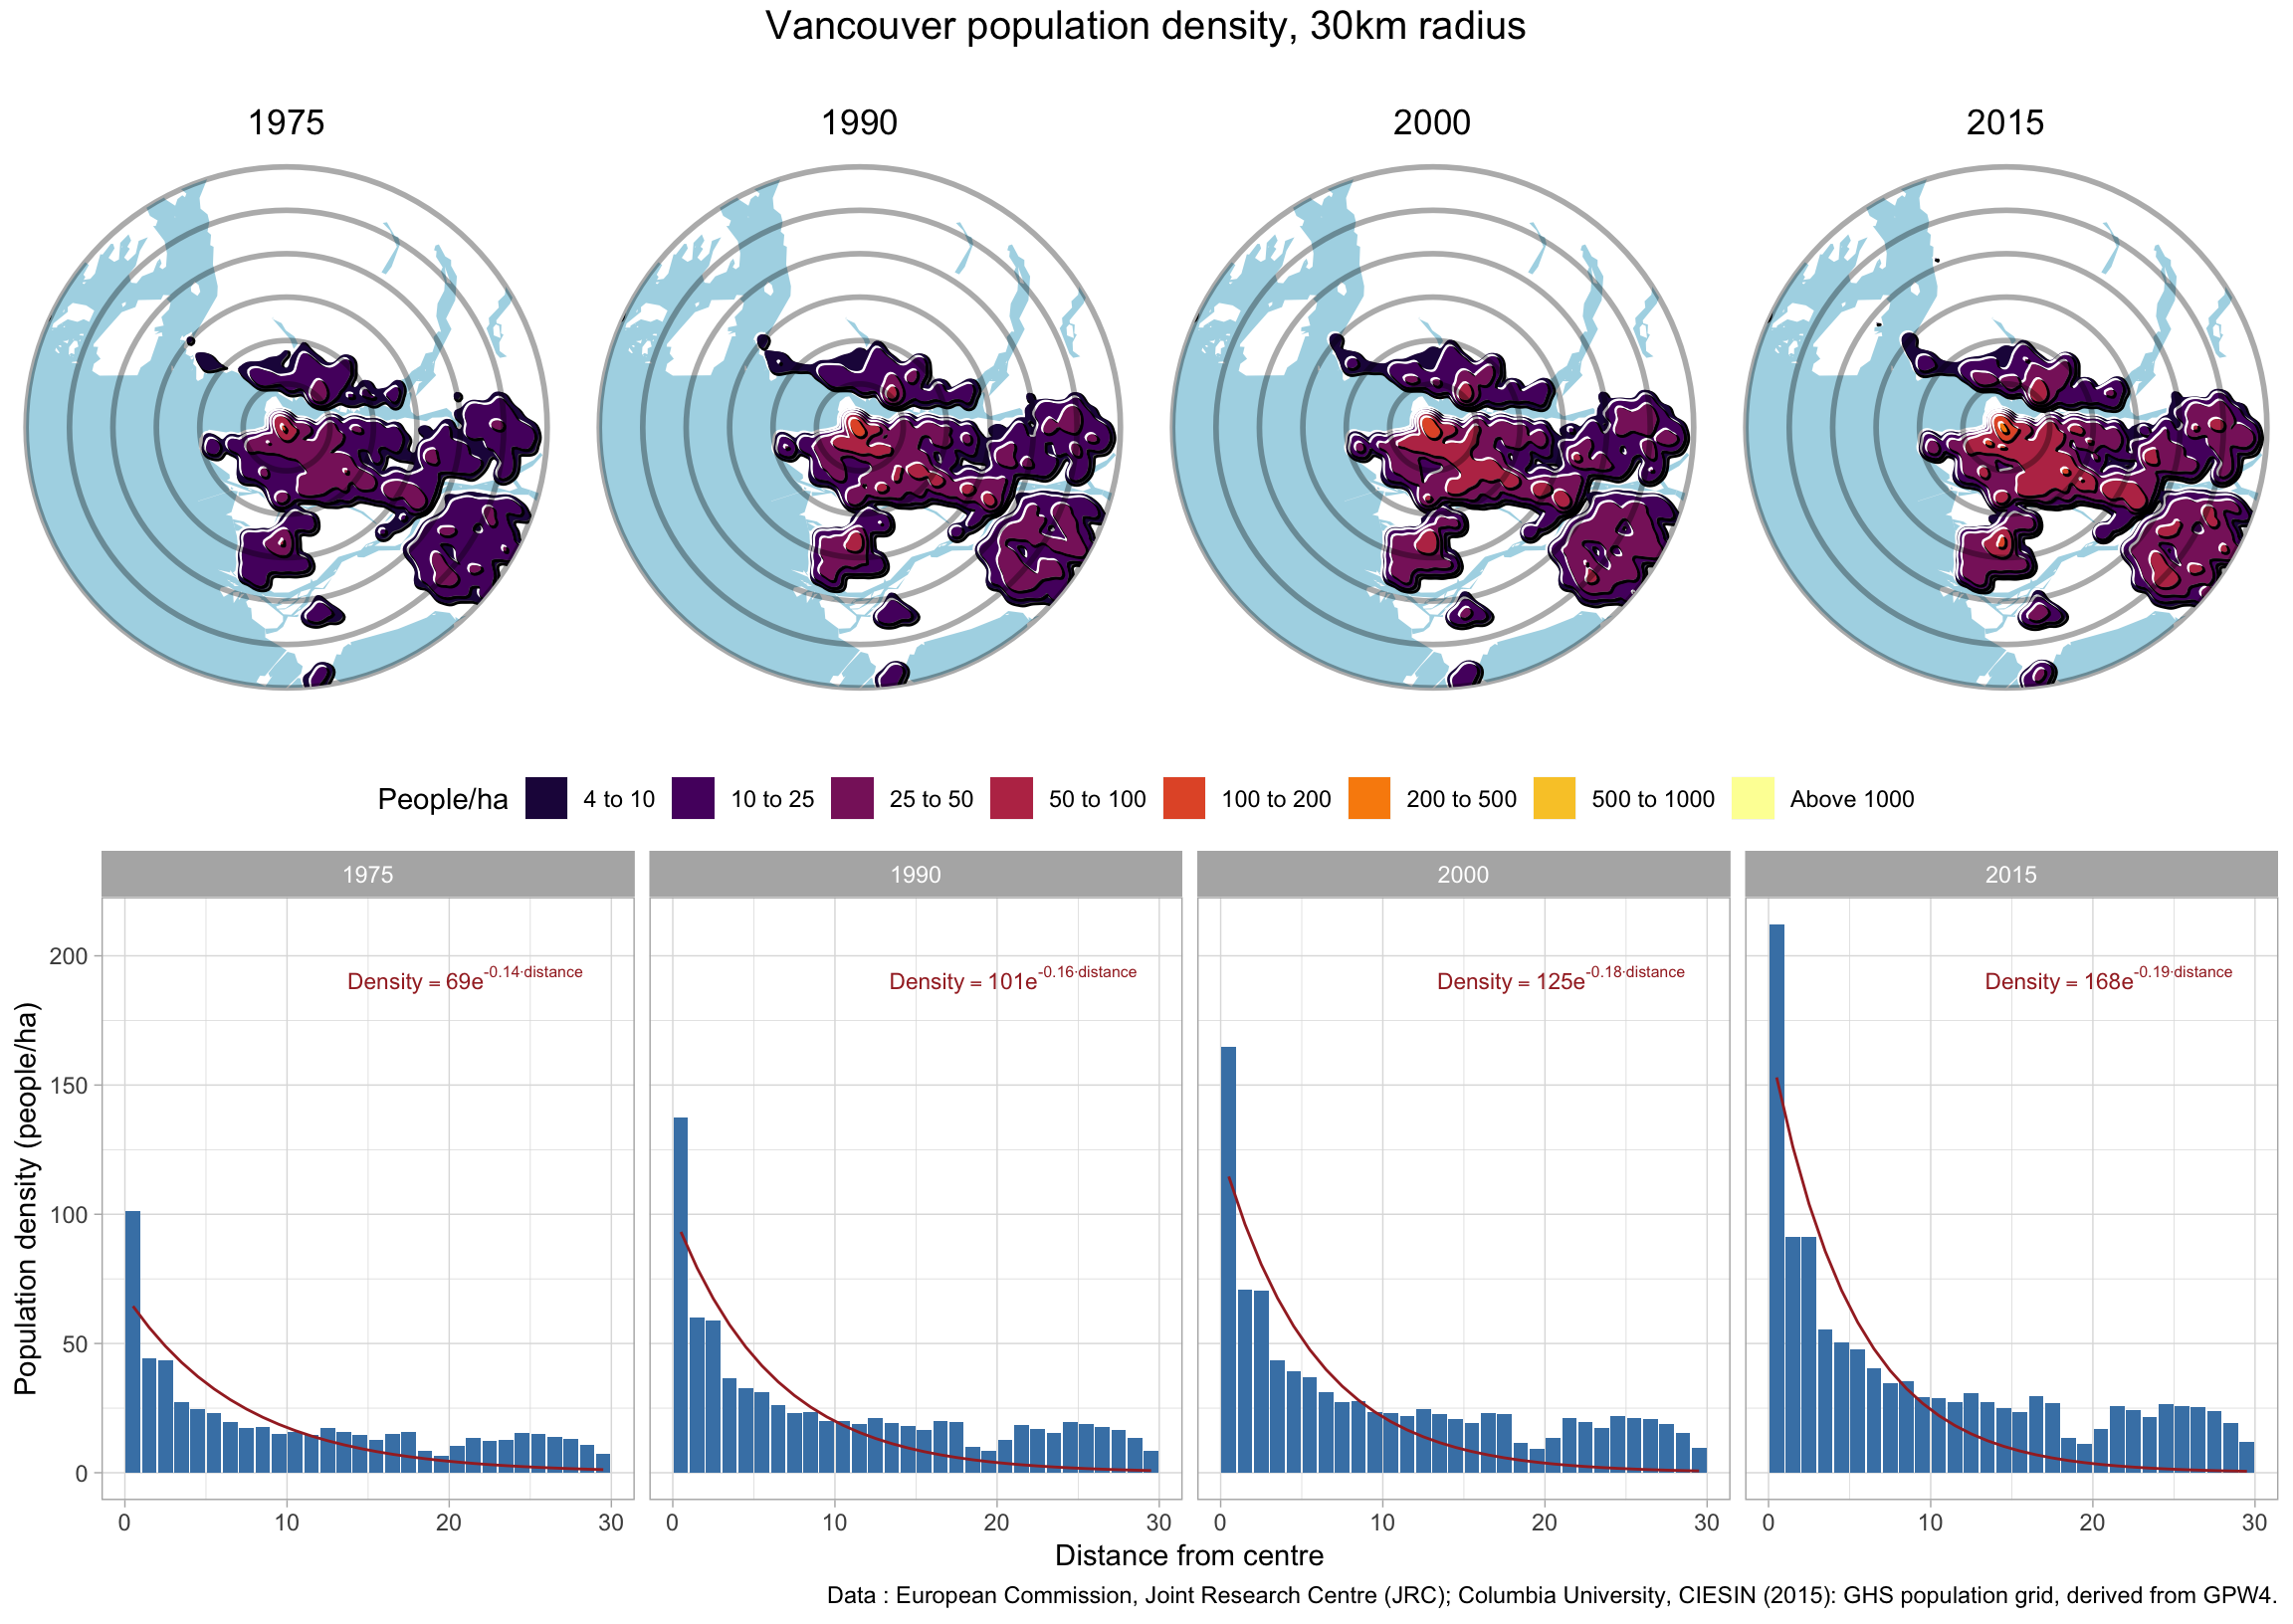 Vancouver population density, 30km radius
1975 1990 2000 2015
People/ha 4 to 10 10 to 25 25 to 50 50 to 100 100 to 200 200 to 500 500 to 1000 Above 1000
1975 1990 2000 2015
Density = 69e-0.14·distance Density = 101e-0.16·distance Density = 125e-0.18·distance Density = 168e-0.19·distance
Population density (people/ha)
200
150
100
50
0
0 10 20 30 0 10 20 30 0 10 20 30 0 10 20 30
Distance from centre
Data : European Commission, Joint Research Centre (JRC); Columbia University, CIESIN (2015): GHS population grid, derived from GPW4.